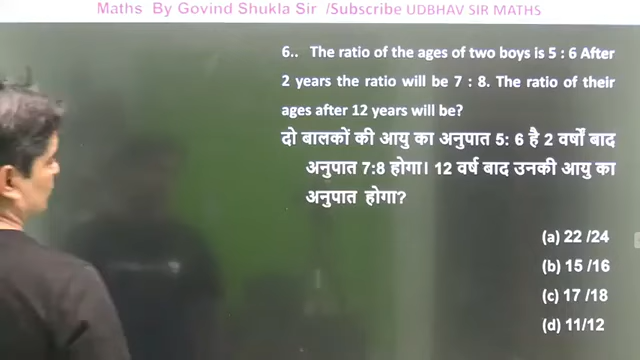 Maths By Govind Shukla Sir /Subscribe UDBHAV SIR MATHS
6.. The ratio of the ages of two boys is 5 : 6 After
2 years the ratio will be 7 : 8. The ratio of their
ages after 12 years will be?
दो बालकों की आयु का अनुपात 5: 6 है 2 वर्षों बाद
अनुपात 7:8 होगा। 12 वर्ष बाद उनकी आयु का
अनुपात होगा?
(a) 22 /24
(b) 15 /16
(c) 17 /18
(d) 11/12